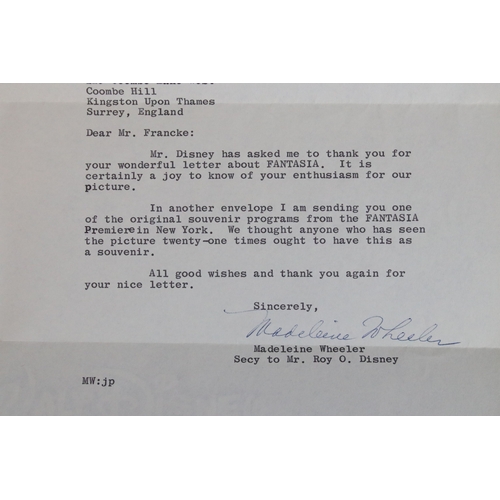 Coombe Hill
Kingston Upon Thames
Surrey, England
Dear Mr. Francke:
Mr. Disney has asked me to thank you for
your wonderful letter about FANTASIA. It is
certainly a joy to know of your enthusiasm for our
picture.
In another envelope I am sending you one
of the original souvenir programs from the FANTASIA
Premiere in New York. We thought anyone who has seen
the picture twenty-one times ought to have this as
a souvenir.
All good wishes and thank you again for
your nice letter.
Sincerely,
Madeleine Wheeler
Madeleine Wheeler
Secy to Mr. Roy O. Disney
MW:jp